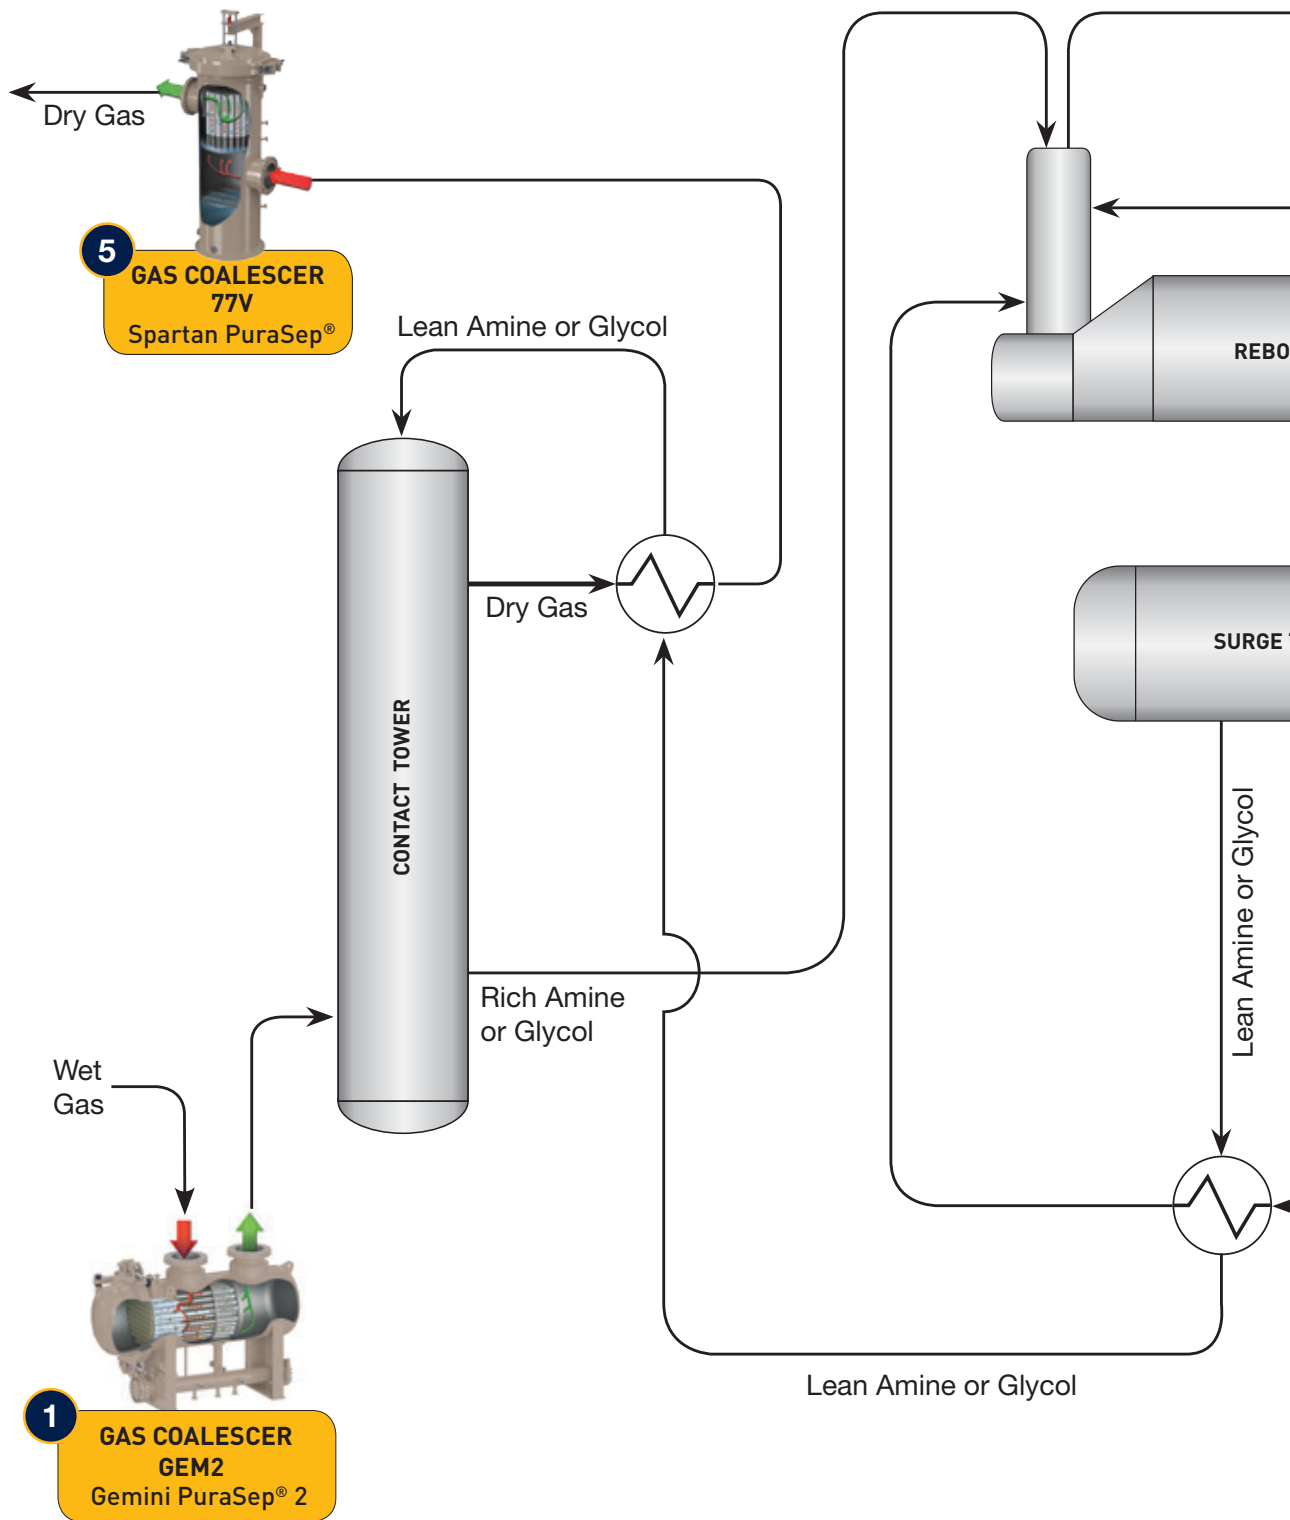 Dry Gas
5
GAS COALESCER
77V
Spartan PuraSep®
Lean Amine or Glycol
REBO
Dry Gas
SURGE
CONTACT TOWER
Lean Amine or Glycol
Rich Amine
or Glycol
Wet
Gas
Lean Amine or Glycol
1
GAS COALESCER
GEM2
Gemini PuraSep® 2